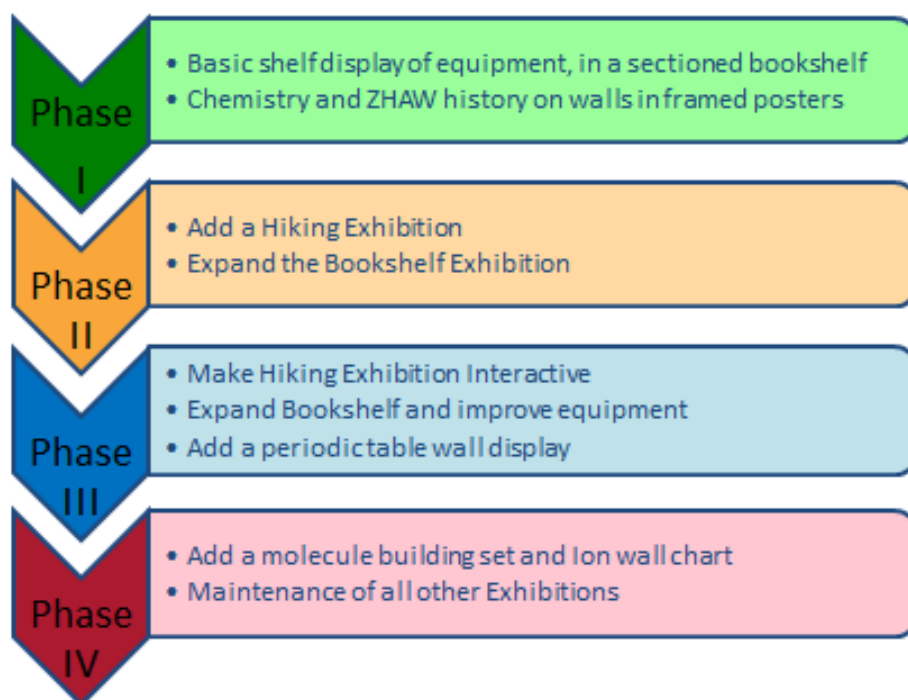 Phase
I
• Basic shelf display of equipment, in a sectioned bookshelf
• Chemistry and ZHAW history on walls in framed posters
Phase
II
• Add a Hiking Exhibition
• Expand the Bookshelf Exhibition
Phase
III
• Make Hiking Exhibition Interactive
• Expand Bookshelf and improve equipment
• Add a periodic table wall display
Phase
IV
• Add a molecule building set and Ion wall chart
• Maintenance of all other Exhibitions